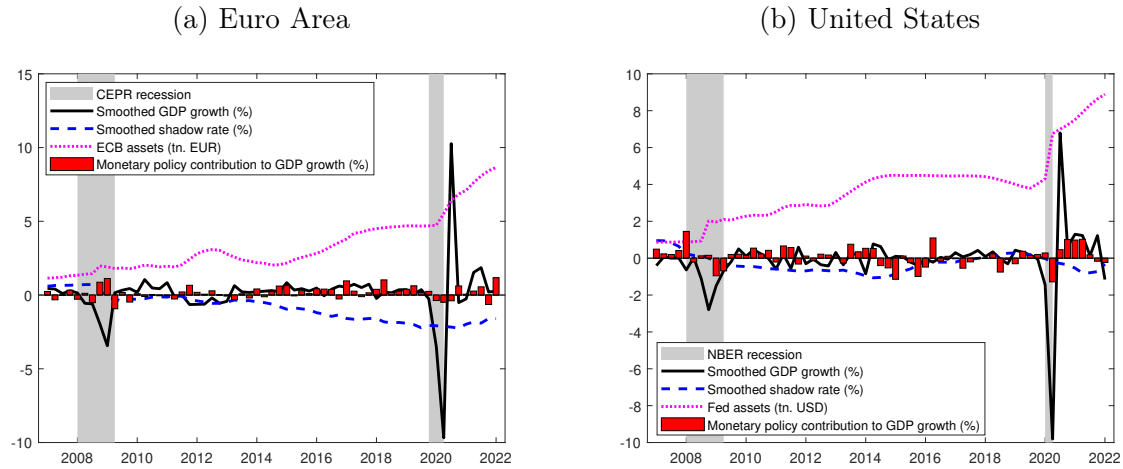 (a) Euro Area
15
10
5
0
-5
-10
2008
2010
2012
2014
2016
2018
2020
2022
CEPR recession
Smoothed GDP growth (%)
Smoothed shadow rate (%)
ECB assets (tn. EUR)
Monetary policy contribution to GDP growth (%)
(b) United States
10
8
6
4
2
0
-2
-4
-6
-8
-10
2008
2010
2012
2014
2016
2018
2020
2022
NBER recession
Smoothed GDP growth (%)
Smoothed shadow rate (%)
Fed assets (tn. USD)
Monetary policy contribution to GDP growth (%)